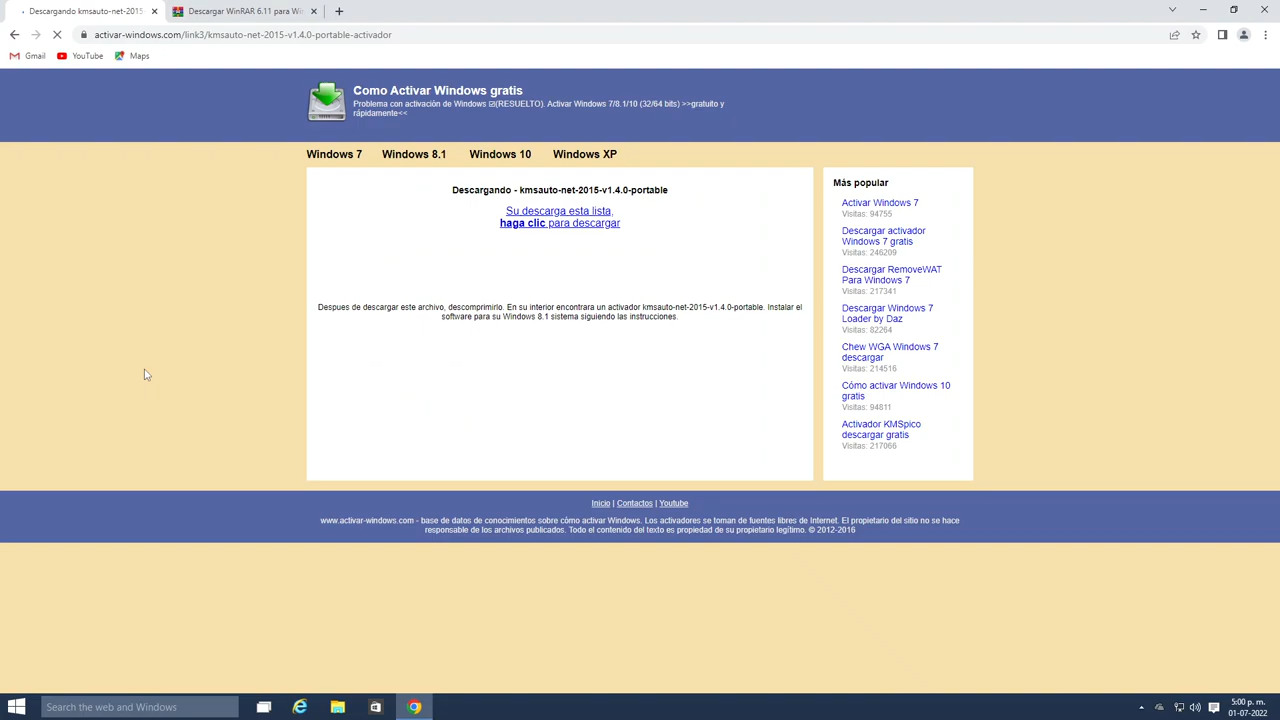 Descargando kmsauto-net-2015
Descargar WinRAR 6.11 para Win
activar-windows.com/link3/kmsauto-net-2015-v1.4.0-portable-activador
Gmail
YouTube
Maps
Como Activar Windows gratis
Problema con activación de Windows ☑(RESUELTO). Activar Windows 7/8.1/10 (32/64 bits) >>gratuito y
rápidamente<<
Windows 7
Windows 8.1
Windows 10
Windows XP
Descargando - kmsauto-net-2015-v1.4.0-portable
Su descarga esta lista,
haga clic para descargar
Despues de descargar este archivo, descomprimirlo. En su interior encontrara un activador kmsauto-net-2015-v1.4.0-portable. Instalar el
software para su Windows 8.1 sistema siguiendo las instrucciones.
Más popular
Activar Windows 7
Visitas: 94755
Descargar activador
Windows 7 gratis
Visitas: 246209
Descargar RemoveWAT
Para Windows 7
Visitas: 217341
Descargar Windows 7
Loader by Daz
Visitas: 82264
Chew WGA Windows 7
descargar
Visitas: 214516
Cómo activar Windows 10
gratis
Visitas: 94811
Activador KMSpico
descargar gratis
Visitas: 217066
Inicio | Contactos | Youtube
www.activar-windows.com - base de datos de conocimientos sobre cómo activar Windows. Los activadores se toman de fuentes libres de Internet. El propietario del sitio no se hace
responsable de los archivos publicados. Todo el contenido del texto es propiedad de su propietario legítimo. © 2012-2016
Search the web and Windows
5:00 p. m.
01-07-2022